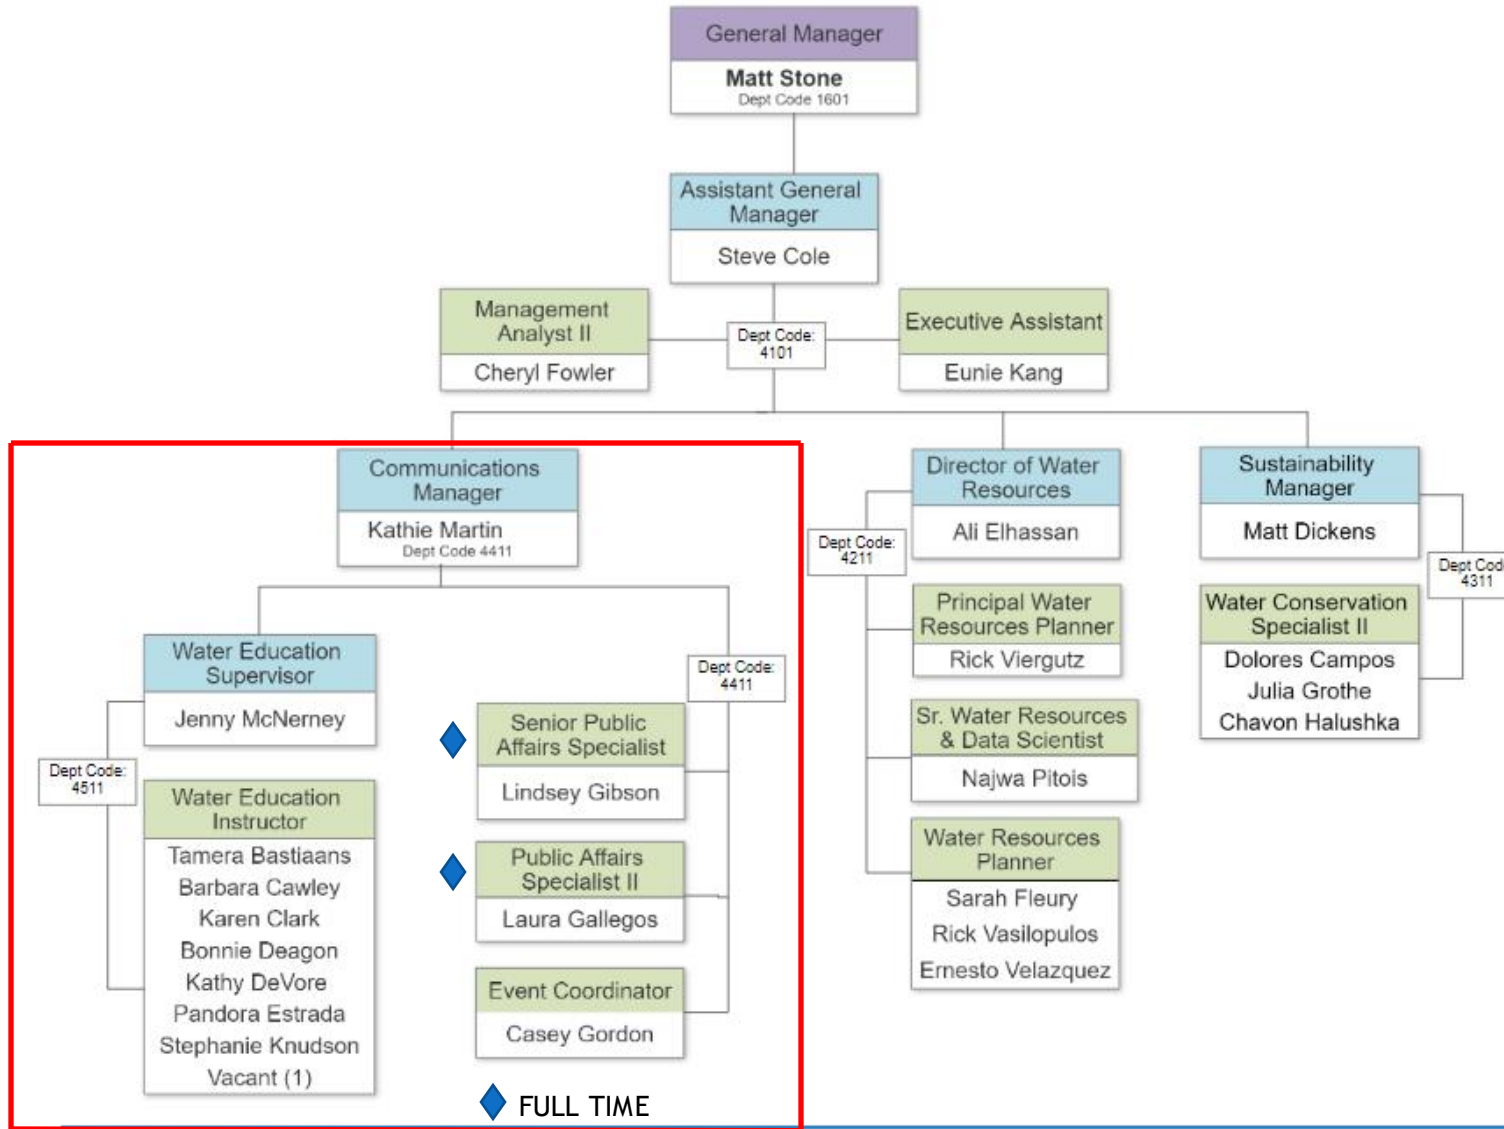 General Manager
Matt Stone
Dept Code 1601
Assistant General
Manager
Steve Cole
Management
Analyst II
Cheryl Fowler
Dept Code:
4101
Executive Assistant
Eunie Kang
Communications
Manager
Kathie Martin
Dept Code 4411
Water Education
Supervisor
Jenny McNerney
Dept Code:
4511
Water Education
Instructor
Tamera Bastiaans
Barbara Cawley
Karen Clark
Bonnie Deagon
Kathy DeVore
Pandora Estrada
Stephanie Knudson
Vacant (1)
Dept Code:
4411
Senior Public
Affairs Specialist
Lindsey Gibson
Public Affairs
Specialist II
Laura Gallegos
Event Coordinator
Casey Gordon
FULL TIME
Director of Water
Resources
Ali Elhassan
Dept Code:
4211
Principal Water
Resources Planner
Rick Viergutz
Sr. Water Resources
& Data Scientist
Najwa Pitois
Water Resources
Planner
Sarah Fleury
Rick Vasilopulos
Ernesto Velazquez
Sustainability
Manager
Matt Dickens
Dept Code
4311
Water Conservation
Specialist II
Dolores Campos
Julia Grothe
Chavon Halushka